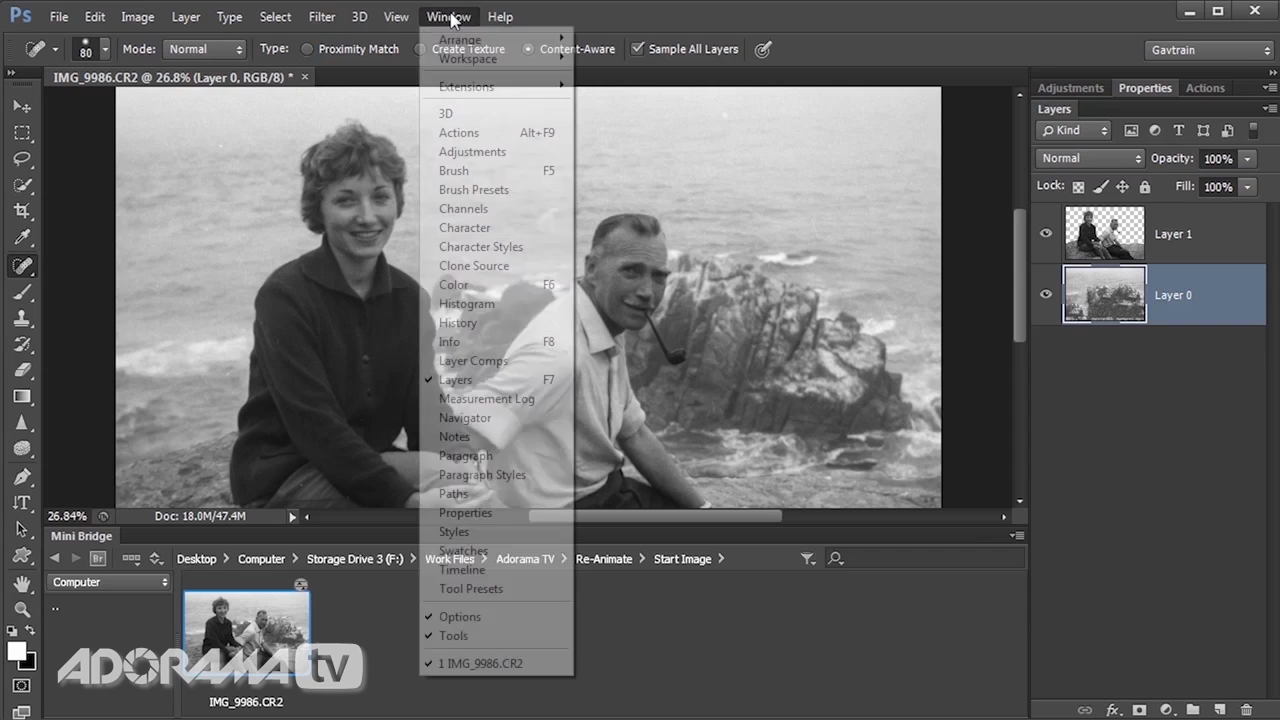 Ps File Edit Image Layer Type Select Filter 3D View Window Help
80 Mode: Normal Type: Proximity Match Create Texture Content-Aware Sample All Layers Gavtrain
IMG_9986.CR2 @ 26.8% (Layer 0, RGB/8) * ×
Arrange
Workspace
Extensions
3D
Actions Alt+F9
Adjustments
Brush F5
Brush Presets
Channels
Character
Character Styles
Clone Source
Color F6
Histogram
History
Info F8
Layer Comps
Layers F7
Measurement Log
Navigator
Notes
Paragraph
Paragraph Styles
Paths
Properties
Styles
Swatches
Timeline
Tool Presets
Options
Tools
1 IMG_9986.CR2
Adjustments Properties Actions
Layers
Kind
Normal Opacity: 100%
Lock: Fill: 100%
Layer 1
Layer 0
26.84% Doc: 18.0M/47.4M
Mini Bridge
Br Desktop Computer Storage Drive 3 (F:) Work Files Adorama TV Re-Animate Start Image
Computer
..
ADORAMA tv
IMG_9986.CR2
fx